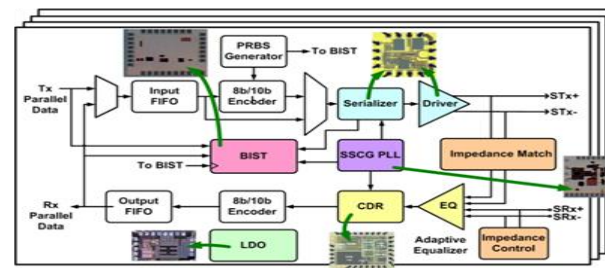 PRBS
Generator
To BIST
Tx
Parallel
Data
Input
FIFO
8b/10b
Encoder
Serializer
Driver
STx+
STx-
BIST
SSCG PLL
Impedance Match
To BIST
Rx
Parallel
Data
Output
FIFO
8b/10b
Encoder
CDR
EQ
SRx+
SRx-
Adaptive
Equalizer
Impedance
Control
LDO